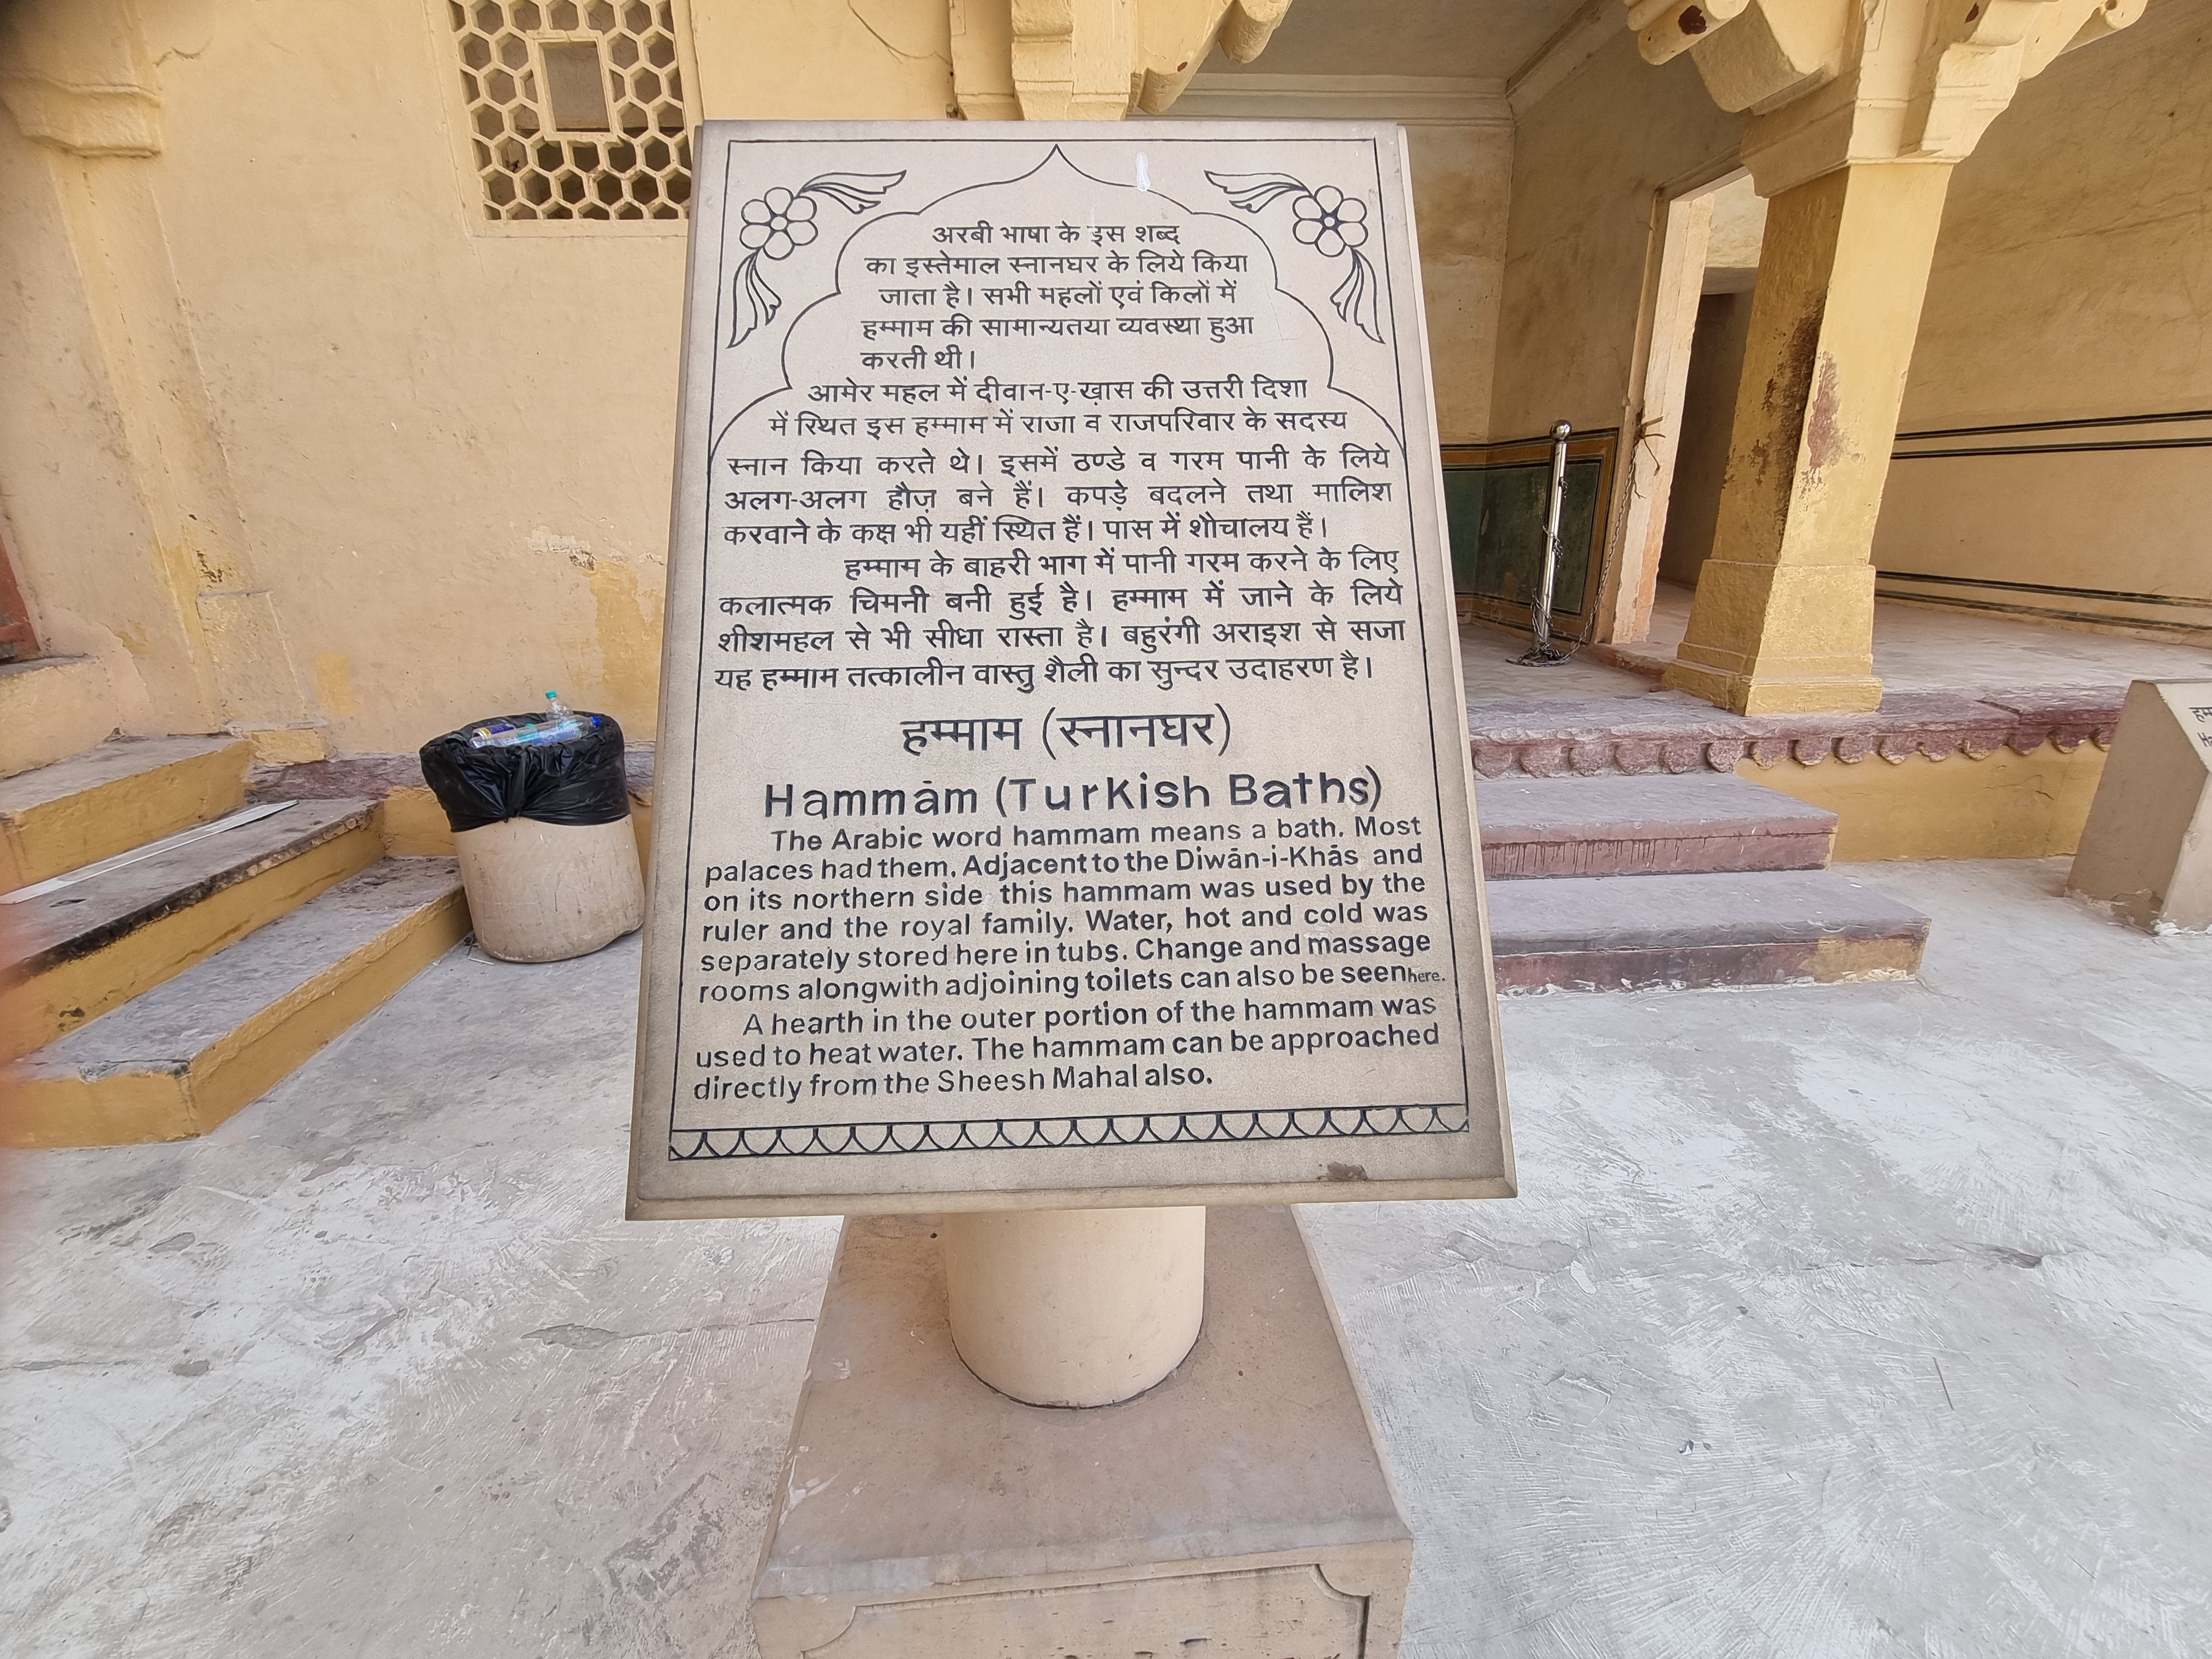 अरबी भाषा के इस शब्द
का इस्तेमाल स्नानघर के लिये किया
जाता है। सभी महलों एवं किलों में
हम्माम की सामान्यतया व्यवस्था हुआ
करती थी।
आमेर महल में दीवान-ए-ख़ास की उत्तरी दिशा
में स्थित इस हम्माम में राजा व राजपरिवार के सदस्य
स्नान किया करते थे। इसमें ठण्डे व गरम पानी के लिये
अलग-अलग हौज़ बने हैं। कपड़े बदलने तथा मालिश
करवाने के कक्ष भी यहीं स्थित हैं। पास में शौचालय हैं।
हम्माम के बाहरी भाग में पानी गरम करने के लिए
कलात्मक चिमनी बनी हुई है। हम्माम में जाने के लिये
शीशमहल से भी सीधा रास्ता है। बहुरंगी अराइश से सजा
यह हम्माम तत्कालीन वास्तु शैली का सुन्दर उदाहरण है।
हम्माम (स्नानघर)
Hammām (Turkish Baths)
The Arabic word hammam means a bath. Most
palaces had them. Adjacent to the Diwān-i-Khās and
on its northern side this hammam was used by the
ruler and the royal family. Water, hot and cold was
separately stored here in tubs. Change and massage
rooms alongwith adjoining toilets can also be seen here.
A hearth in the outer portion of the hammam was
used to heat water. The hammam can be approached
directly from the Sheesh Mahal also.